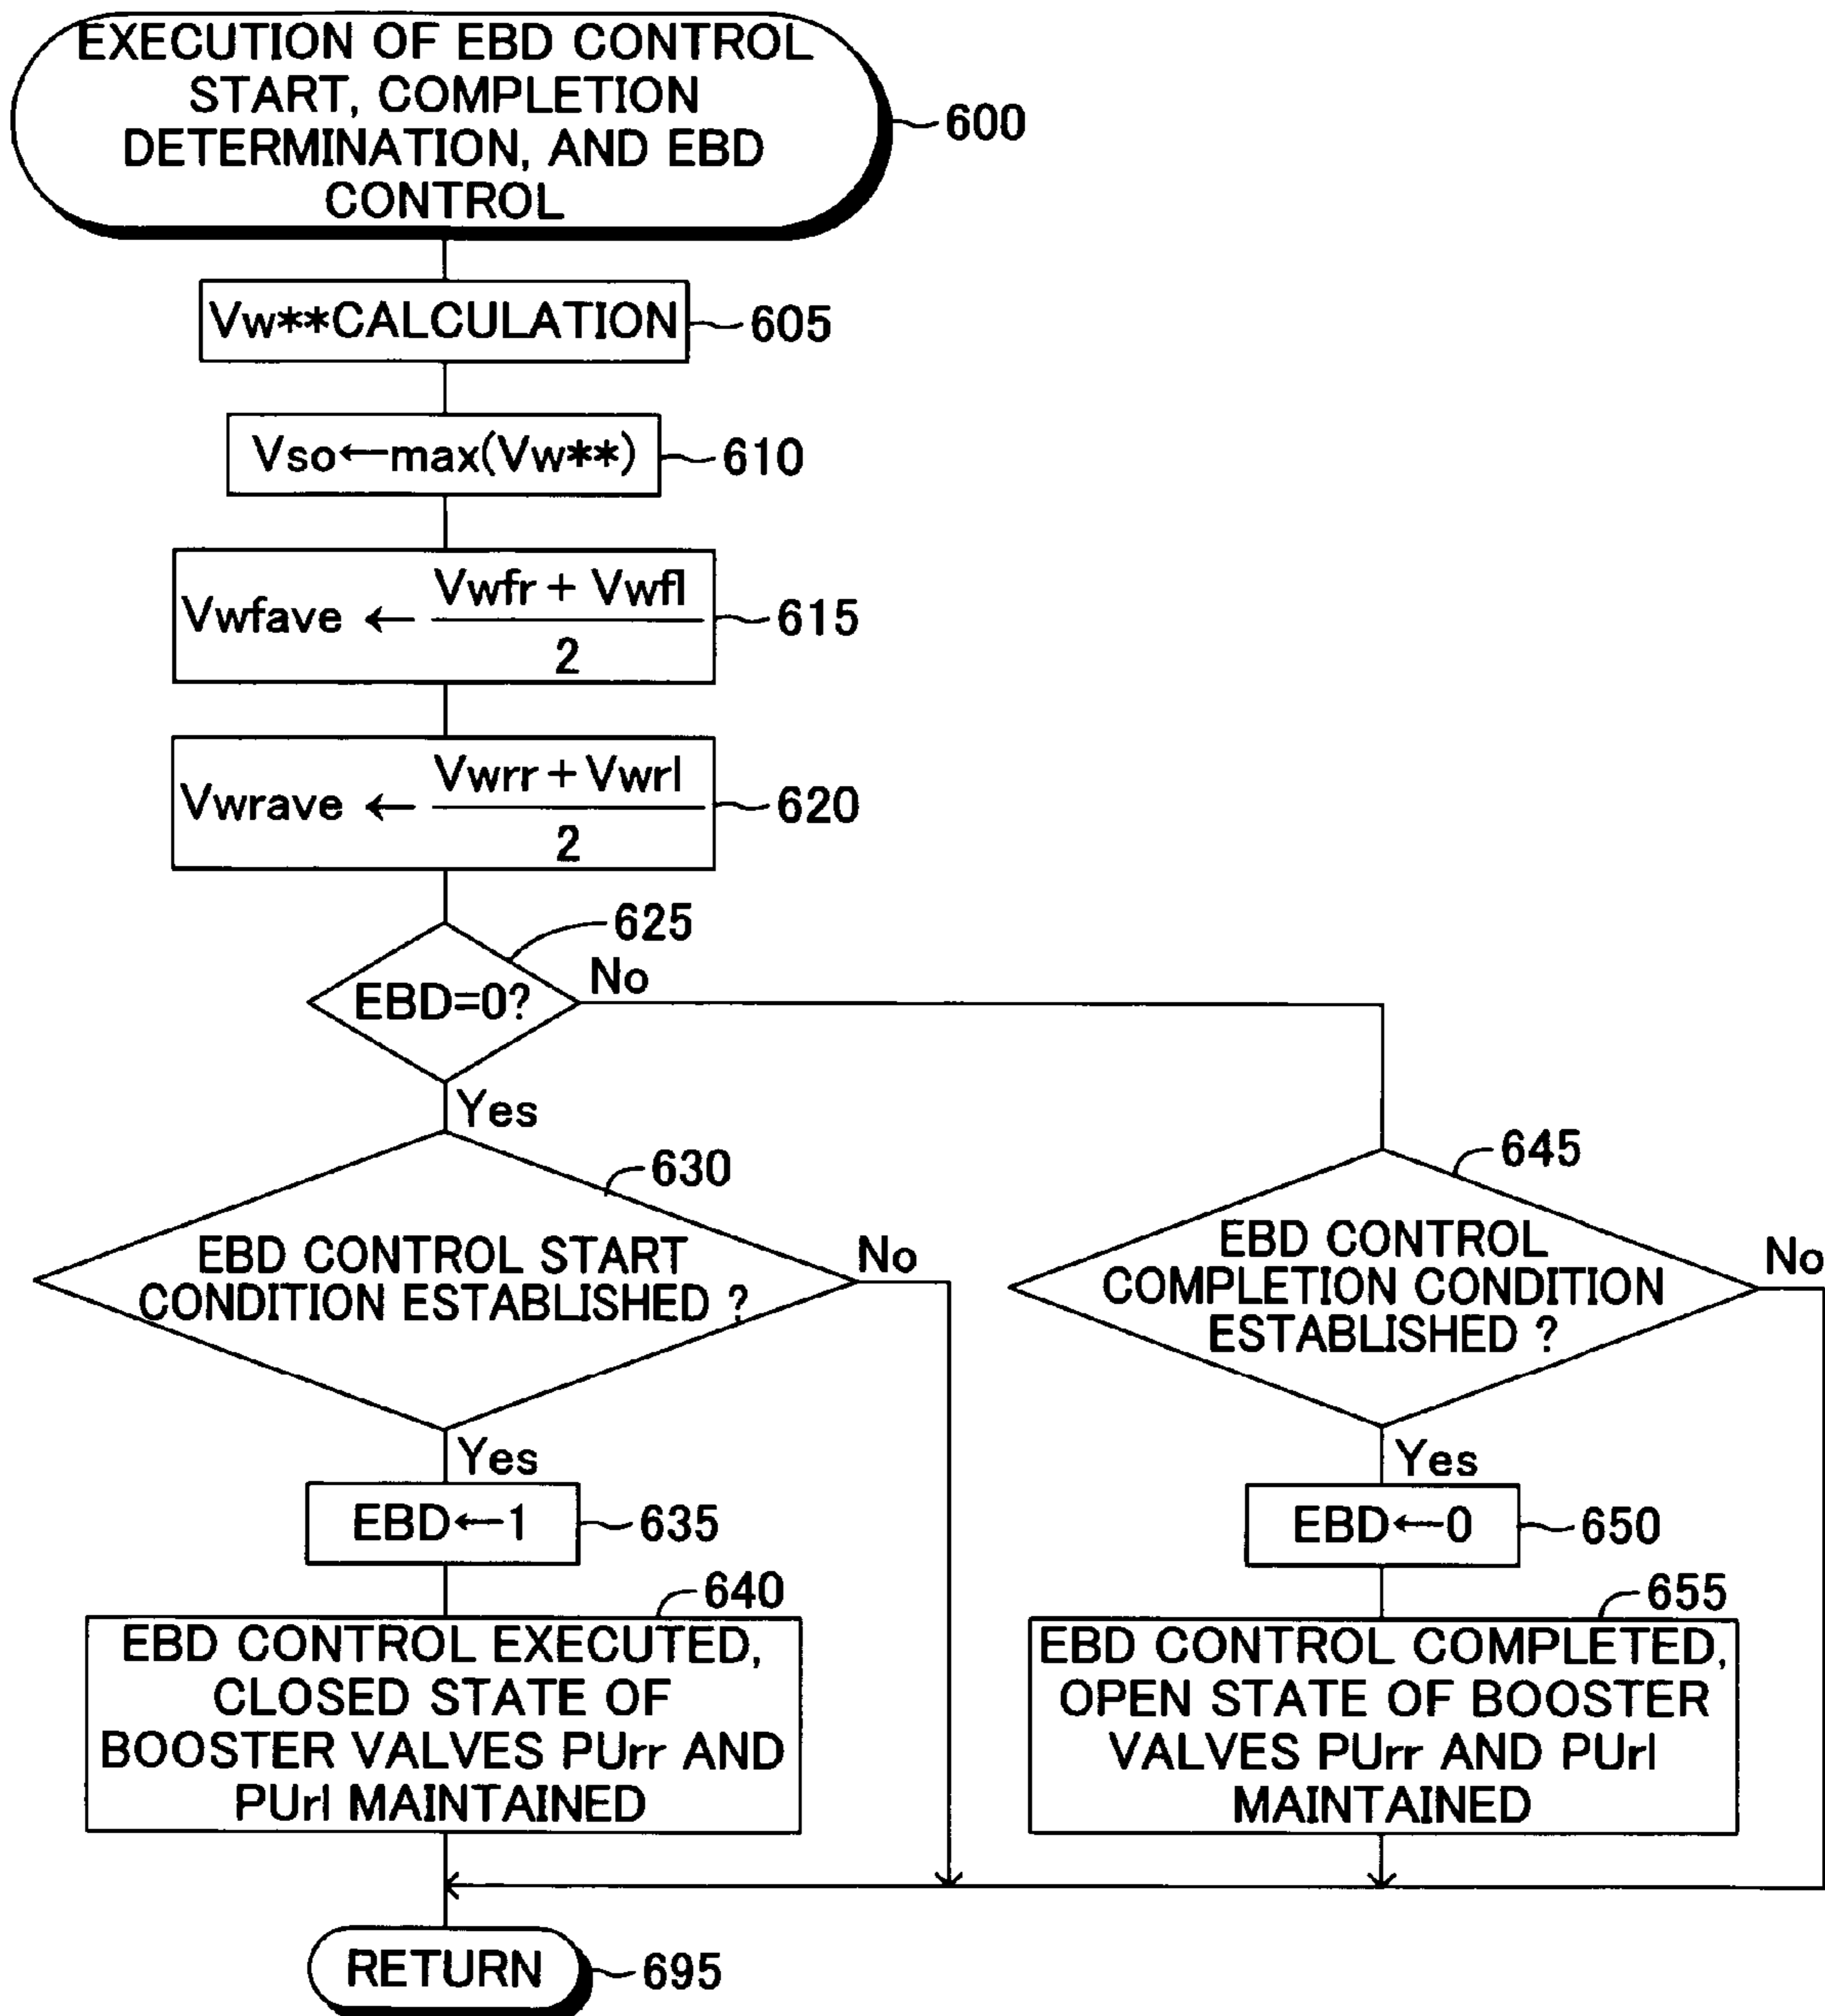 EXECUTION OF EBD CONTROL
START, COMPLETION
DETERMINATION, AND EBD
CONTROL
600
Vw**CALCULATION
605
Vso←max(Vw**)
610
Vwfave ← Vwfr + Vwfl
2
615
Vwrave ← Vwrr + Vwrl
2
620
625
EBD=0?
No
Yes
630
EBD CONTROL START
CONDITION ESTABLISHED ?
No
Yes
EBD←1
635
640
EBD CONTROL EXECUTED,
CLOSED STATE OF
BOOSTER VALVES PUrr AND
PUrl MAINTAINED
645
EBD CONTROL
COMPLETION CONDITION
ESTABLISHED ?
No
Yes
EBD←0
650
655
EBD CONTROL COMPLETED,
OPEN STATE OF BOOSTER
VALVES PUrr AND PUrl
MAINTAINED
RETURN
695